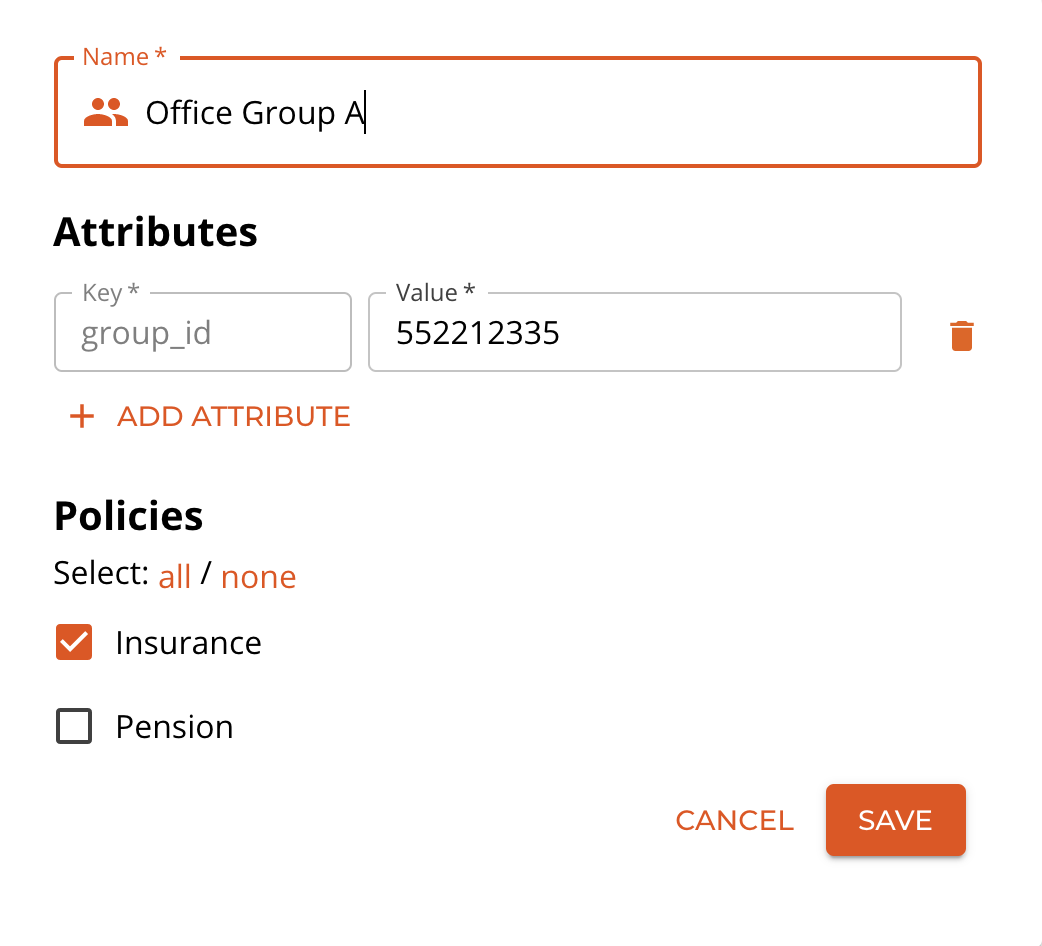 Name *
Office Group A
Attributes
Key *
group_id
Value *
552212335
ADD ATTRIBUTE
Policies
Select: all / none
Insurance
Pension
CANCEL
SAVE